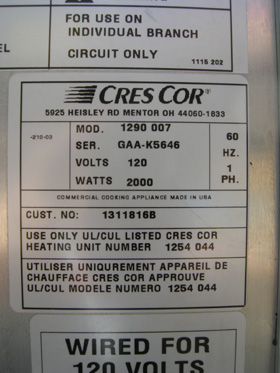 FOR USE ON
INDIVIDUAL BRANCH
CIRCUIT ONLY
1115 202
CRES COR®
5925 HEISLEY RD MENTOR OH 44060-1833
-210-03
MOD. 1290 007
SER. GAA-K5646
VOLTS 120
WATTS 2000
60
HZ.
1
PH.
COMMERCIAL COOKING APPLIANCE MADE IN USA
CUST. NO: 1311816B
USE ONLY UL/CUL LISTED CRES COR
HEATING UNIT NUMBER 1254 044
UTILISER UNIQUREMENT APPAREIL DE
CHAUFFACE CRES COR APPROUVE
UL/CUL MODELE NUMERO 1254 044
WIRED FOR
120 VOLTS